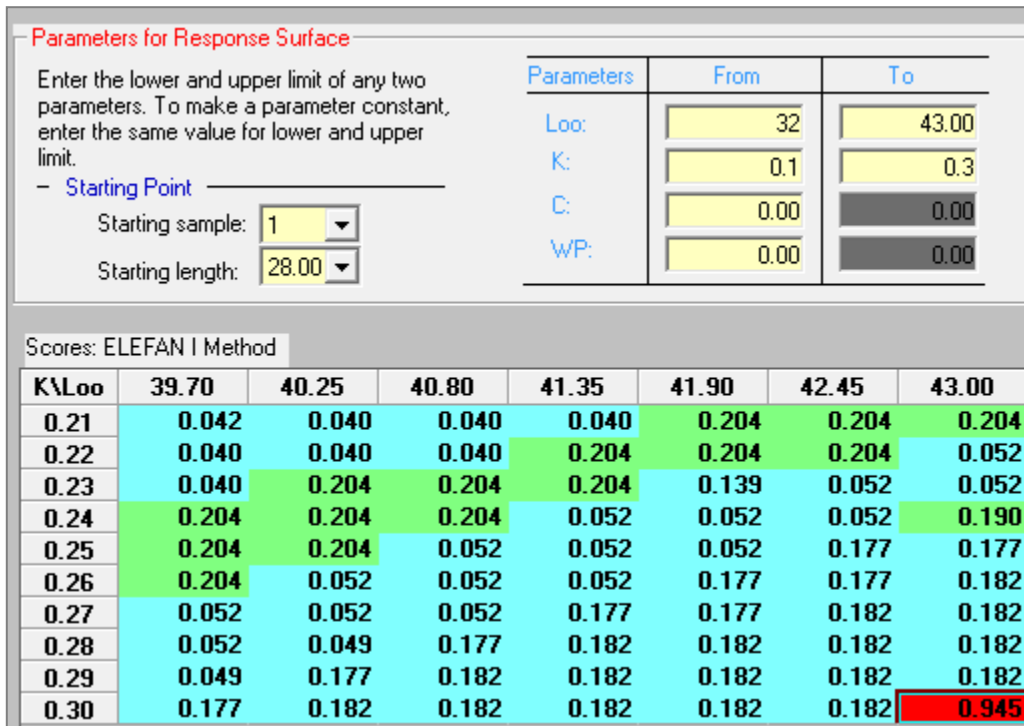 Parameters for Response Surface
Enter the lower and upper limit of any two
parameters. To make a parameter constant,
enter the same value for lower and upper
limit.
Starting Point
Starting sample: 1
Starting length: 28.00
Parameters From To
Loo: 32 43.00
K: 0.1 0.3
C: 0.00 0.00
WP: 0.00 0.00
Scores: ELEFAN I Method
K\Loo 39.70 40.25 40.80 41.35 41.90 42.45 43.00
0.21 0.042 0.040 0.040 0.040 0.204 0.204 0.204
0.22 0.040 0.040 0.040 0.204 0.204 0.204 0.052
0.23 0.040 0.204 0.204 0.204 0.139 0.052 0.052
0.24 0.204 0.204 0.204 0.052 0.052 0.052 0.190
0.25 0.204 0.204 0.052 0.052 0.052 0.177 0.177
0.26 0.204 0.052 0.052 0.052 0.177 0.177 0.182
0.27 0.052 0.052 0.052 0.177 0.177 0.182 0.182
0.28 0.052 0.049 0.177 0.182 0.182 0.182 0.182
0.29 0.049 0.177 0.182 0.182 0.182 0.182 0.182
0.30 0.177 0.182 0.182 0.182 0.182 0.182 0.945